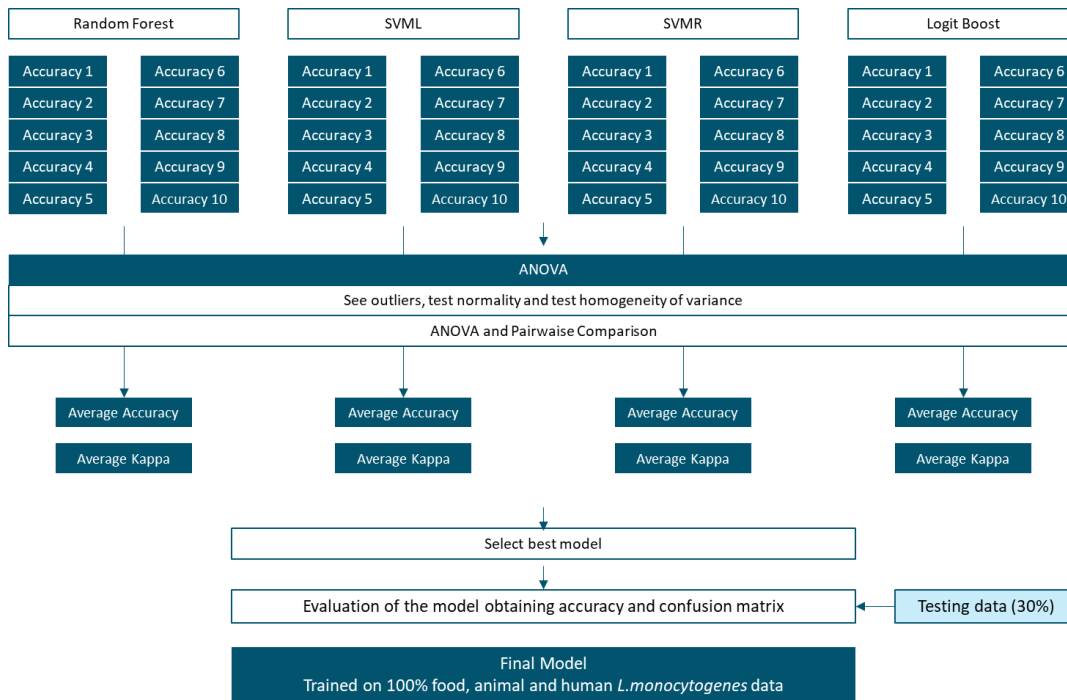 Random Forest
SVML
SVMR
Logit Boost
Accuracy 1
Accuracy 6
Accuracy 1
Accuracy 6
Accuracy 1
Accuracy 6
Accuracy 1
Accuracy 6
Accuracy 2
Accuracy 7
Accuracy 2
Accuracy 7
Accuracy 2
Accuracy 7
Accuracy 2
Accuracy 7
Accuracy 3
Accuracy 8
Accuracy 3
Accuracy 8
Accuracy 3
Accuracy 8
Accuracy 3
Accuracy 8
Accuracy 4
Accuracy 9
Accuracy 4
Accuracy 9
Accuracy 4
Accuracy 9
Accuracy 4
Accuracy 9
Accuracy 5
Accuracy 10
Accuracy 5
Accuracy 10
Accuracy 5
Accuracy 10
Accuracy 5
Accuracy 10
ANOVA
See outliers, test normality and test homogeneity of variance
ANOVA and Pairwaise Comparison
Average Accuracy
Average Accuracy
Average Accuracy
Average Accuracy
Average Kappa
Average Kappa
Average Kappa
Average Kappa
Select best model
Evaluation of the model obtaining accuracy and confusion matrix
Testing data (30%)
Final Model
Trained on 100% food, animal and human L.monocytogenes data